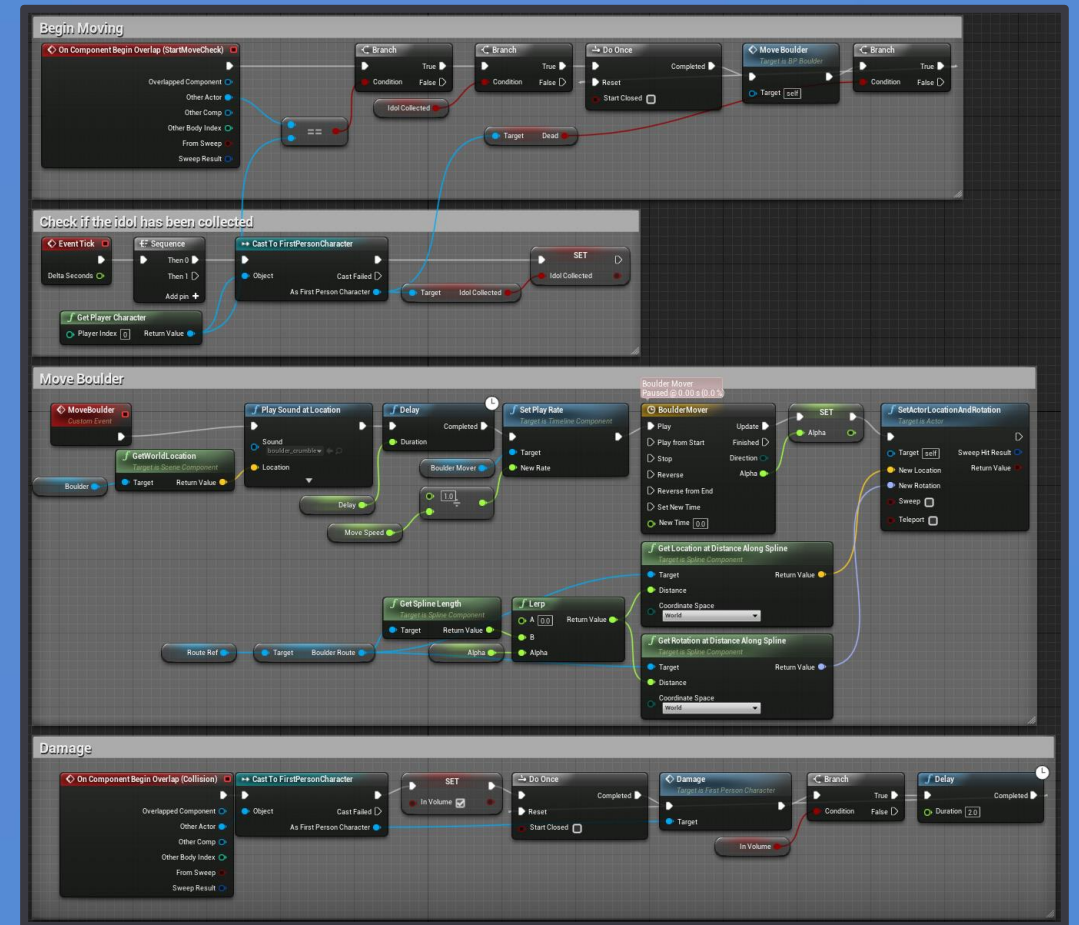 Begin Moving
On Component Begin Overlap (StartMoveCheck)
Overlapped Component
Other Actor
Other Comp
Other Body Index
From Sweep
Sweep Result
==
Branch
True
Condition
False
Idol Collected
Branch
True
Condition
False
Do Once
Completed
Reset
Start Closed
Target
Dead
Move Boulder
Target is BP Boulder
Target
self
Branch
True
Condition
False
Check if the idol has been collected
Event Tick
Delta Seconds
Sequence
Then 0
Then 1
Add pin +
Get Player Character
Player Index
0
Return Value
Cast To FirstPersonCharacter
Object
Cast Failed
As First Person Character
Target
Idol Collected
SET
Idol Collected
Move Boulder
MoveBoulder
Custom Event
Boulder
GetWorldLocation
Target is Scene Component
Target
Return Value
Play Sound at Location
Sound
boulder_crumble
Location
Delay
Move Speed
Delay
Completed
Duration
Boulder Mover
1.0
÷
Set Play Rate
Target is Timeline Component
Target
New Rate
Boulder Mover
Paused @ 0.00 s (0.0 %)
BoulderMover
Play
Update
Play from Start
Finished
Stop
Direction
Reverse
Alpha
Reverse from End
Set New Time
New Time
0.0
SET
Alpha
SetActorLocationAndRotation
Target is Actor
Target
self
Sweep Hit Result
New Location
Return Value
New Rotation
Sweep
Teleport
Route Ref
Target
Boulder Route
Get Spline Length
Target is Spline Component
Target
Return Value
Alpha
Lerp
A
0.0
Return Value
B
Alpha
Get Location at Distance Along Spline
Target is Spline Component
Target
Return Value
Distance
Coordinate Space
World
Get Rotation at Distance Along Spline
Target is Spline Component
Target
Return Value
Distance
Coordinate Space
World
Damage
On Component Begin Overlap (Collision)
Overlapped Component
Other Actor
Other Comp
Other Body Index
From Sweep
Sweep Result
Cast To FirstPersonCharacter
Object
Cast Failed
As First Person Character
SET
In Volume
Do Once
Completed
Reset
Start Closed
Damage
Target is First Person Character
Target
In Volume
Branch
True
Condition
False
Delay
Completed
Duration
2.0